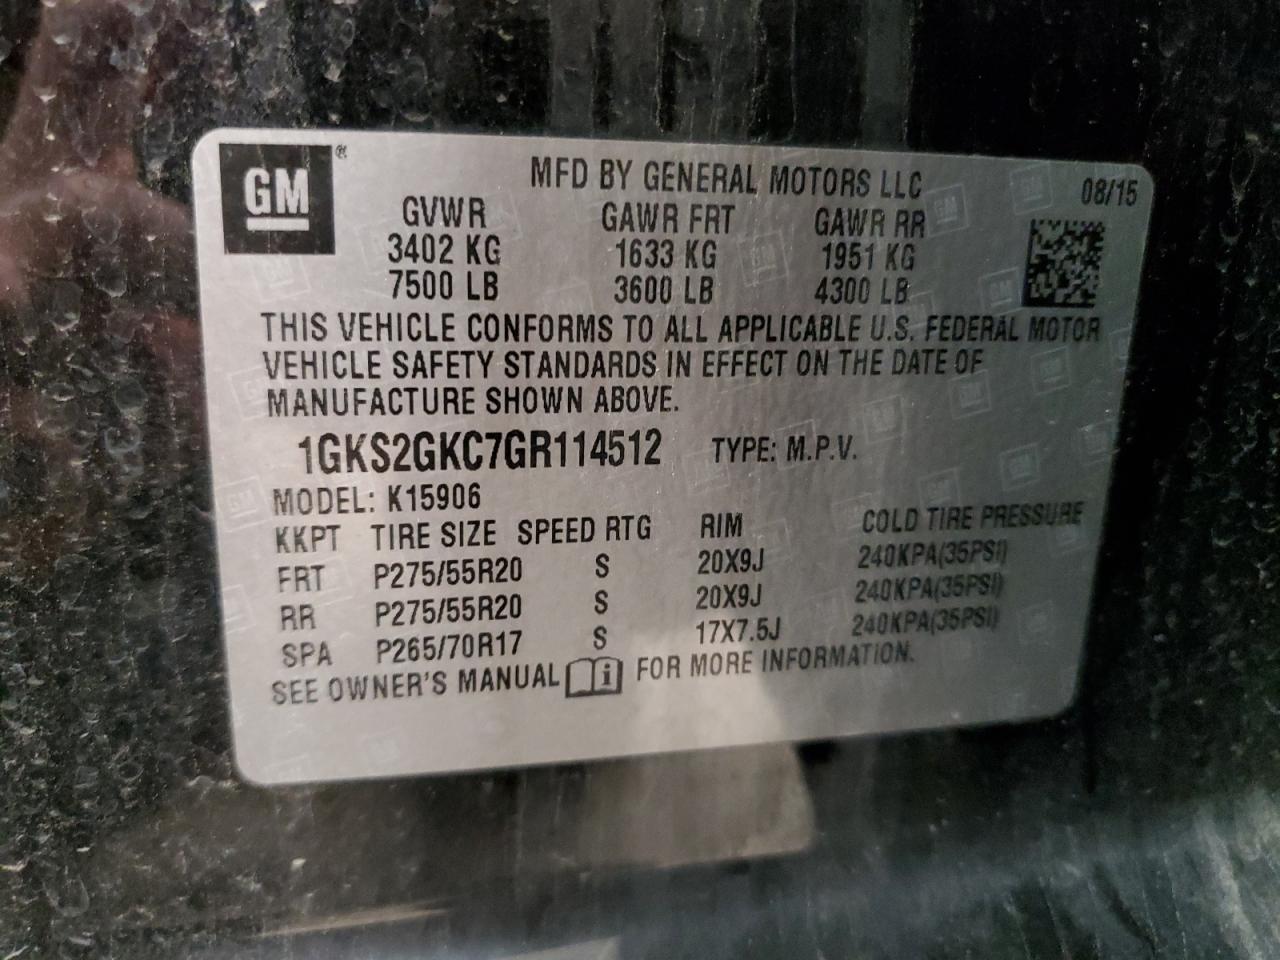 GM ®
MFD BY GENERAL MOTORS LLC 08/15
GVWR GAWR FRT GAWR RR
3402 KG 1633 KG 1951 KG
7500 LB 3600 LB 4300 LB
THIS VEHICLE CONFORMS TO ALL APPLICABLE U.S. FEDERAL MOTOR
VEHICLE SAFETY STANDARDS IN EFFECT ON THE DATE OF
MANUFACTURE SHOWN ABOVE.
1GKS2GKC7GR114512 TYPE: M.P.V.
MODEL: K15906
KKPT TIRE SIZE SPEED RTG RIM COLD TIRE PRESSURE
FRT P275/55R20 S 20X9J 240KPA(35PSI)
RR P275/55R20 S 20X9J 240KPA(35PSI)
SPA P265/70R17 S 17X7.5J 240KPA(35PSI)
SEE OWNER'S MANUAL i FOR MORE INFORMATION.